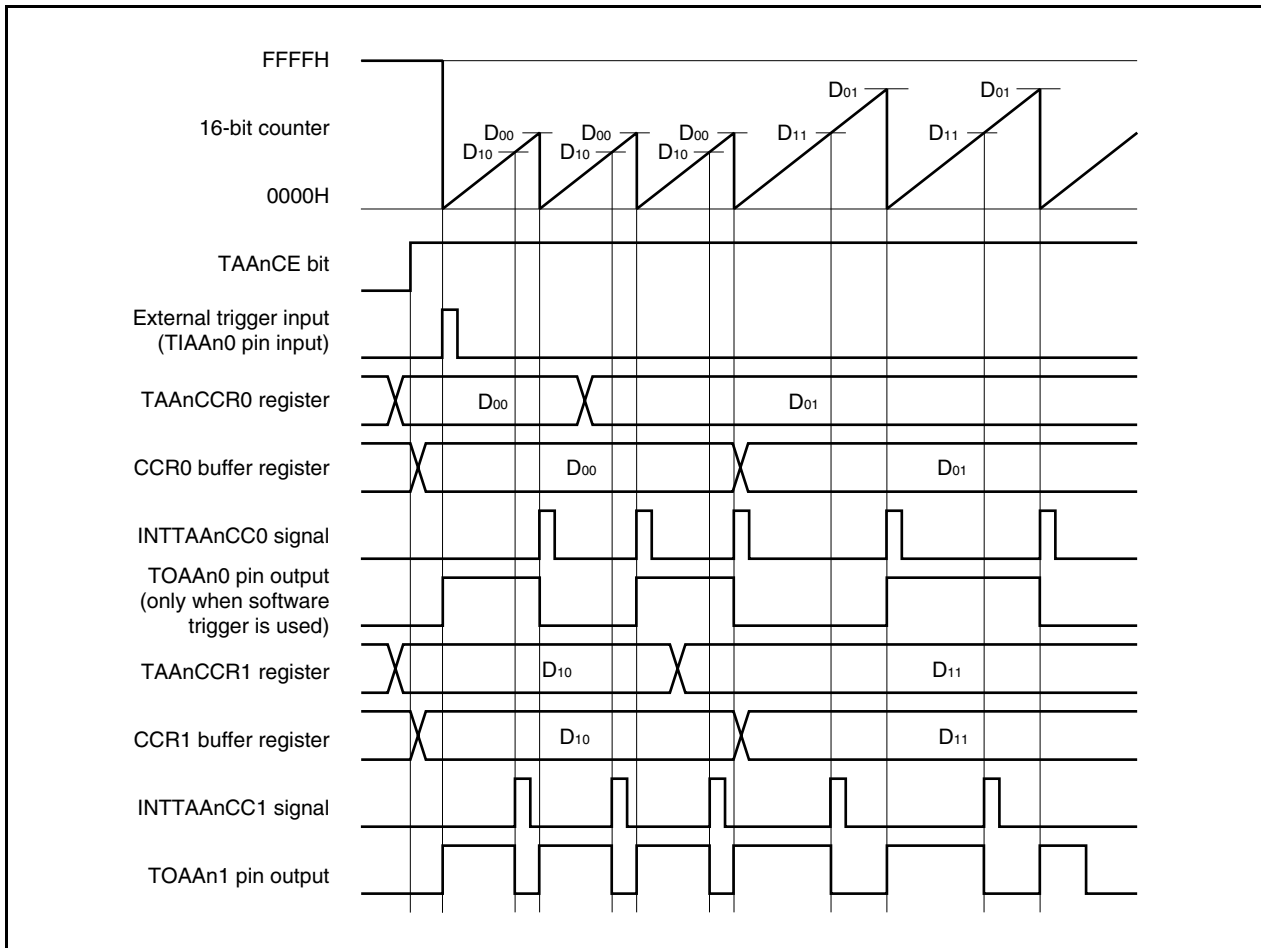 FFFFH
D01 D01
16-bit counter
D00 D00 D00 D11 D11
D10 D10 D10
0000H
TAAnCE bit
External trigger input
(TIAAn0 pin input)
TAAnCCR0 register
D00 D01
CCR0 buffer register
D00 D01
INTTAAnCC0 signal
TOAAn0 pin output
(only when software
trigger is used)
TAAnCCR1 register
D10 D11
CCR1 buffer register
D10 D11
INTTAAnCC1 signal
TOAAn1 pin output